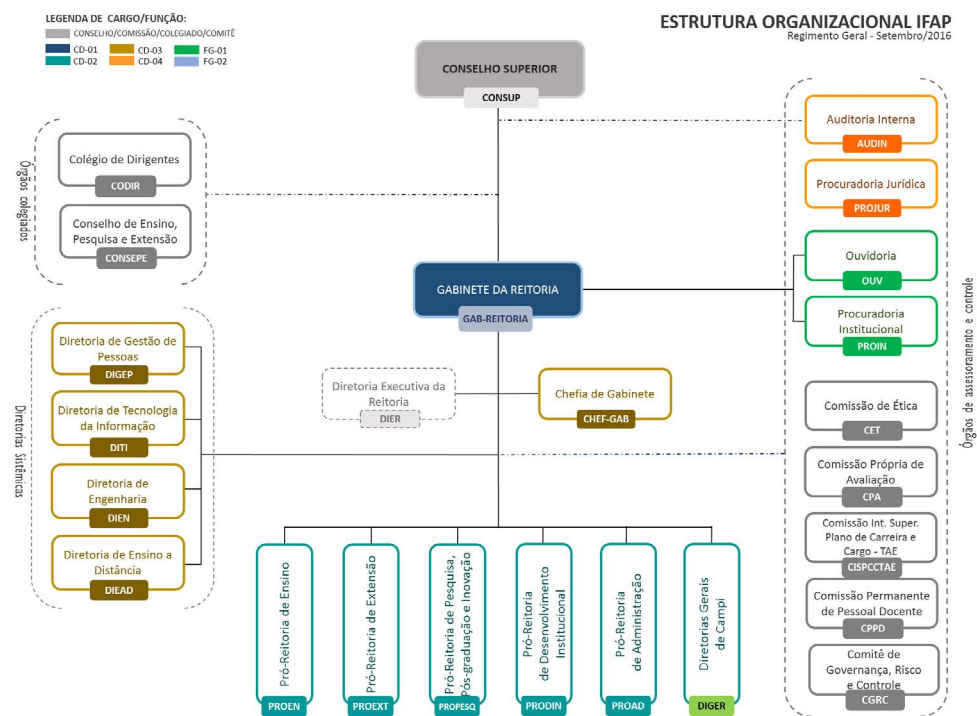 LEGENDA DE CARGO/FUNÇÃO:
CONSELHO/COMISSÃO/COLEGIADO/COMITÊ
CD-01
CD-03
FG-01
CD-02
CD-04
FG-02
ESTRUTURA ORGANIZACIONAL IFAP
Regimento Geral - Setembro/2016
CONSELHO SUPERIOR
CONSUP
Órgãos colegiados
Colégio de Dirigentes
CODIR
Conselho de Ensino,
Pesquisa e Extensão
CONSEPE
GABINETE DA REITORIA
GAB-REITORIA
Diretoria Executiva da
Reitoria
DIER
Chefia de Gabinete
CHEF-GAB
Diretorias Sistêmicas
Diretoria de Gestão de
Pessoas
DIGEP
Diretoria de Tecnologia
da Informação
DITI
Diretoria de
Engenharia
DIEN
Diretoria de Ensino a
Distância
DIEAD
Pró-Reitoria de Ensino
PROEN
Pró-Reitoria de Extensão
PROEXT
Pró-Reitoria de Pesquisa,
Pós-graduação e Inovação
PROPESQ
Pró-Reitoria
de Desenvolvimento
Institucional
PRODIN
Pró-Reitoria
de Administração
PROAD
Diretorias Gerais
de Campi
DIGER
Órgãos de assessoramento e controle
Auditoria Interna
AUDIN
Procuradoria Jurídica
PROJUR
Ouvidoria
OUV
Procuradoria
Institucional
PROIN
Comissão de Ética
CET
Comissão Própria de
Avaliação
CPA
Comissão Int. Super.
Plano de Carreira e
Cargo - TAE
CISPCCTAE
Comissão Permanente
de Pessoal Docente
CPPD
Comitê de
Governança, Risco
e Controle
CGRC